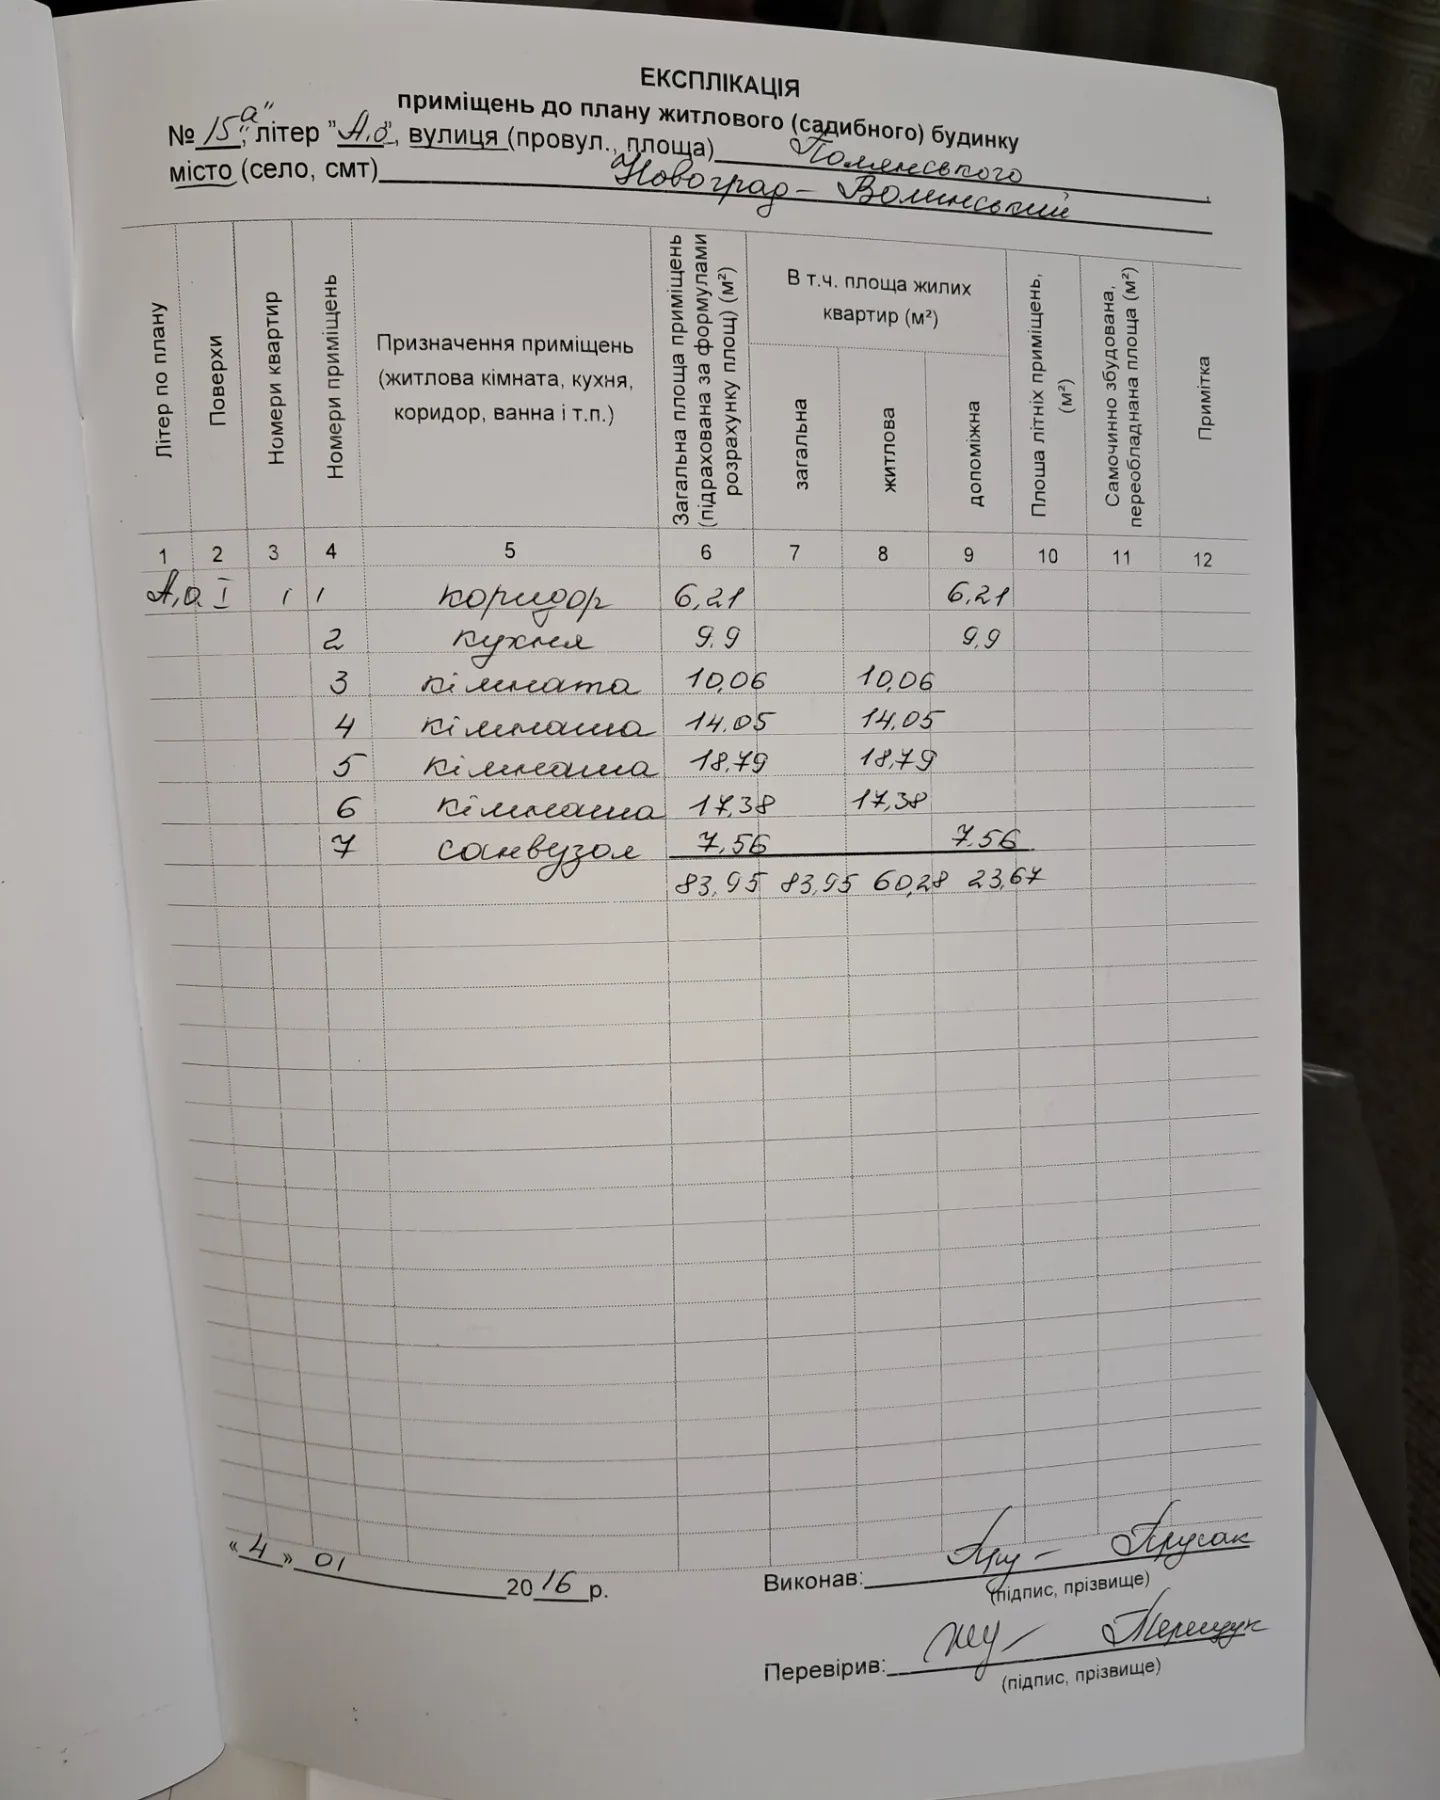 ЕКСПЛІКАЦІЯ
приміщень до плану житлового (садибного) будинку
№ 15 "а", літер "А,а", вулиця (провул., площа) Полянського,
місто (село, смт) Новоград-Волинський
Літер по плану Поверхи Номери квартир Номери приміщень Призначення приміщень (житлова кімната, кухня, коридор, ванна і т.п.) Загальна площа приміщень (підрахована за формулами розрахунку площ) (м²) В т.ч. площа жилих квартир (м²) загальна житлова допоміжна Площа літніх приміщень, (м²) Самочинно збудована, переобладнана площа (м²) Примітка
1 2 3 4 5 6 7 8 9 10 11 12
А,а I 1 1 коридор 6,21 6,21
2 кухня 9.9 9,9
3 кімната 10,06 10,06
4 кімната 14.05 14,05
5 кімната 18,79 18,79
6 кімната 17,38 17,38
7 санвузол 7,56 7.56
83,95 83,95 60,28 23,67
«4» 01 2016 р.
Виконав: Прусак
(підпис, прізвище)
Перевірив: Терещук
(підпис, прізвище)